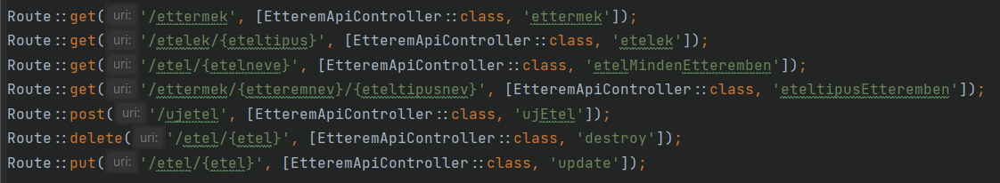 Route::get( uri: '/ettermek', [EtteremApiController::class, 'ettermek']);
Route::get( uri: '/etelek/{eteltipus}', [EtteremApiController::class, 'etelek']);
Route::get( uri: '/etel/{etelneve}', [EtteremApiController::class, 'etelMindenEtteremben']);
Route::get( uri: '/ettermek/{etteremnev}/{eteltipusnev}', [EtteremApiController::class, 'eteltipusEtteremben']);
Route::post( uri: '/ujetel', [EtteremApiController::class, 'ujEtel']);
Route::delete( uri: '/etel/{etel}', [EtteremApiController::class, 'destroy']);
Route::put( uri: '/etel/{etel}', [EtteremApiController::class, 'update']);